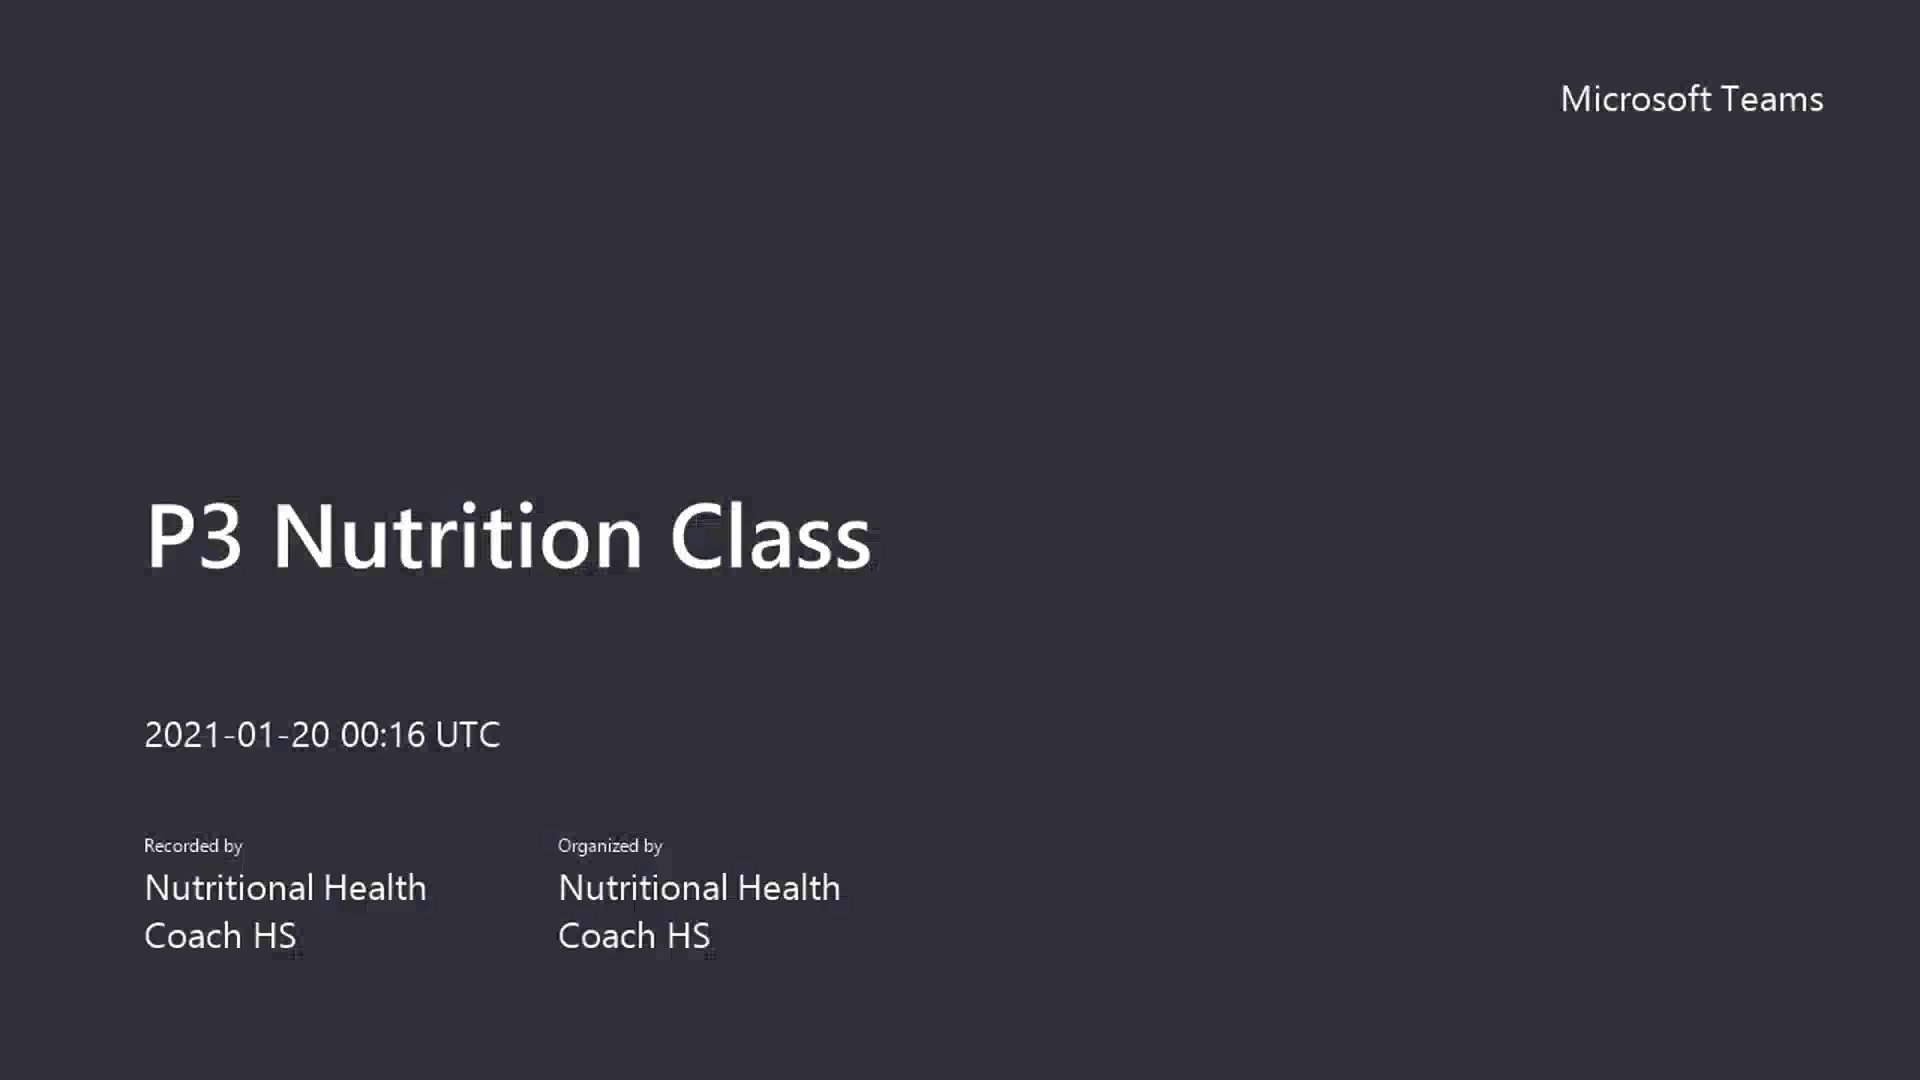 Microsoft Teams
P3 Nutrition Class
2021-01-20 00:16 UTC
Recorded by
Nutritional Health
Coach HS
Organized by
Nutritional Health
Coach HS